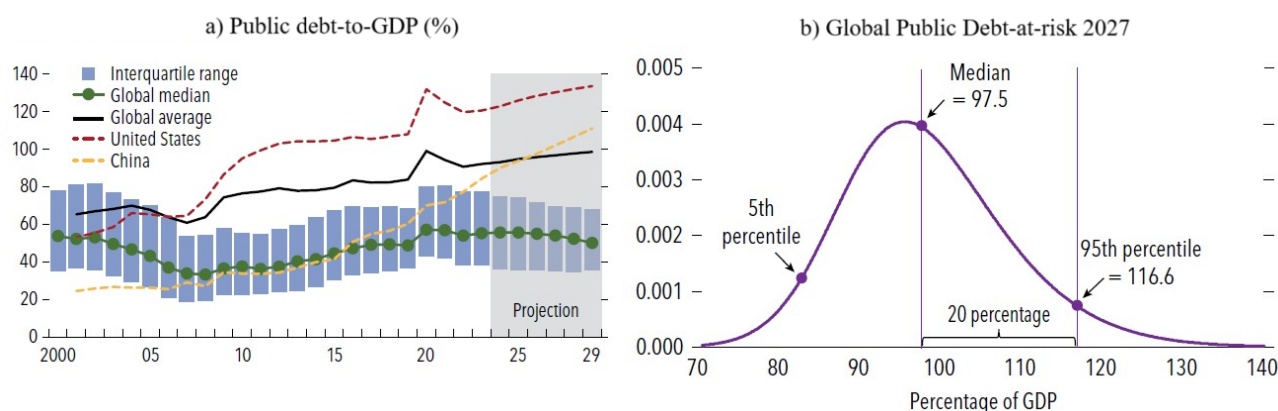 a) Public debt-to-GDP (%)
140
120
100
80
60
40
20
0
Interquartile range
Global median
Global average
United States
China
Projection
2000 05 10 15 20 25 29
b) Global Public Debt-at-risk 2027
0.005
0.004
0.003
0.002
0.001
0.000
Median
= 97.5
5th
percentile
95th percentile
= 116.6
20 percentage
70 80 90 100 110 120 130 140
Percentage of GDP